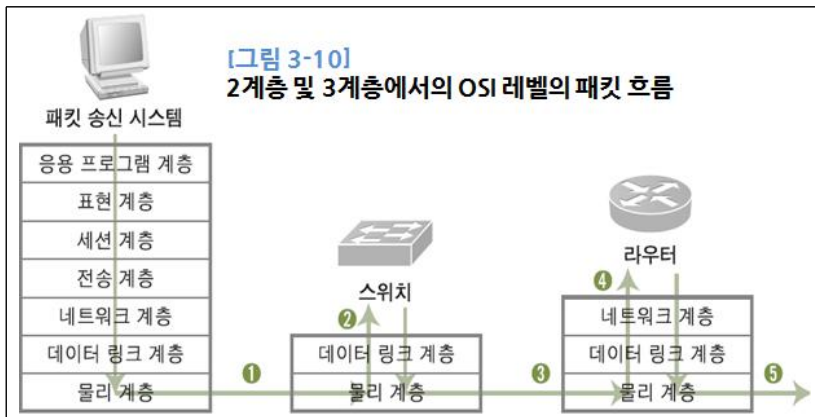 [그림 3-10]
2계층 및 3계층에서의 OSI 레벨의 패킷 흐름
패킷 송신 시스템
응용 프로그램 계층
표현 계층
세션 계층
전송 계층
네트워크 계층
데이터 링크 계층
물리 계층
❶
스위치
❷
데이터 링크 계층
물리 계층
❸
라우터
❹
네트워크 계층
데이터 링크 계층
물리 계층
❺